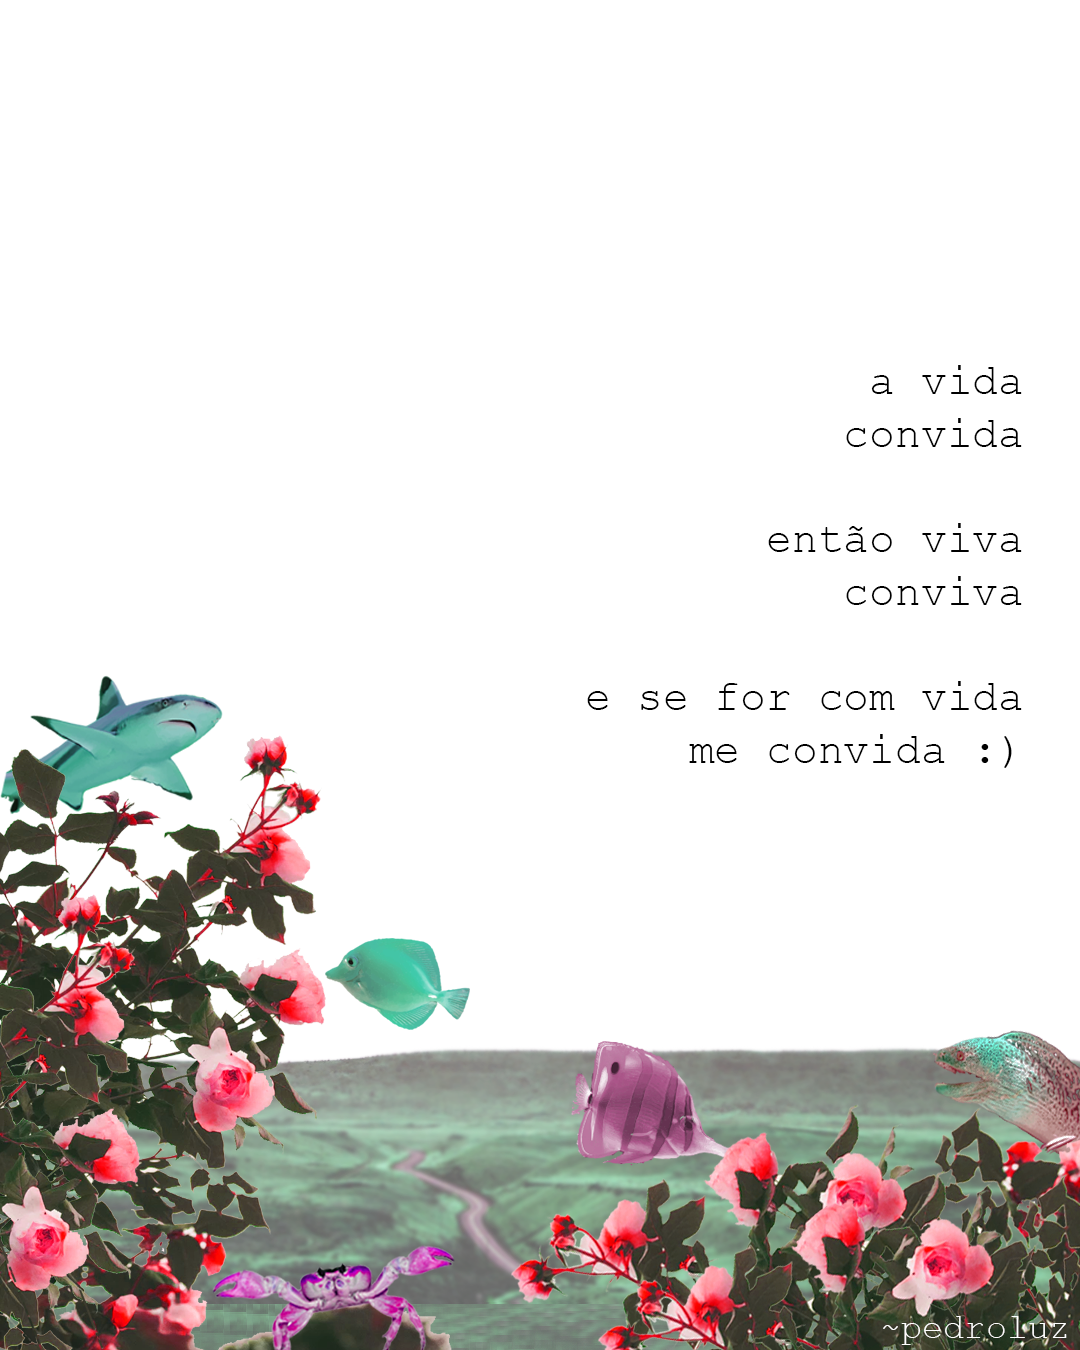 a vida
convida
então viva
conviva
e se for com vida
me convida :)
~pedroluz